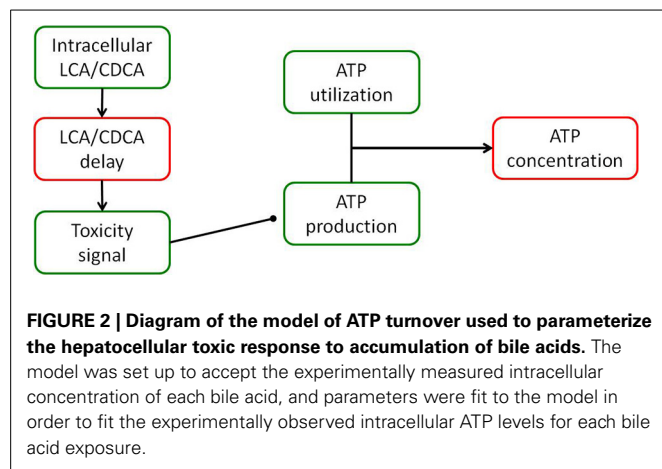 Intracellular
LCA/CDCA
LCA/CDCA
delay
Toxicity
signal
ATP
utilization
ATP
production
ATP
concentration
FIGURE 2 | Diagram of the model of ATP turnover used to parameterize
the hepatocellular toxic response to accumulation of bile acids. The
model was set up to accept the experimentally measured intracellular
concentration of each bile acid, and parameters were fit to the model in
order to fit the experimentally observed intracellular ATP levels for each bile
acid exposure.